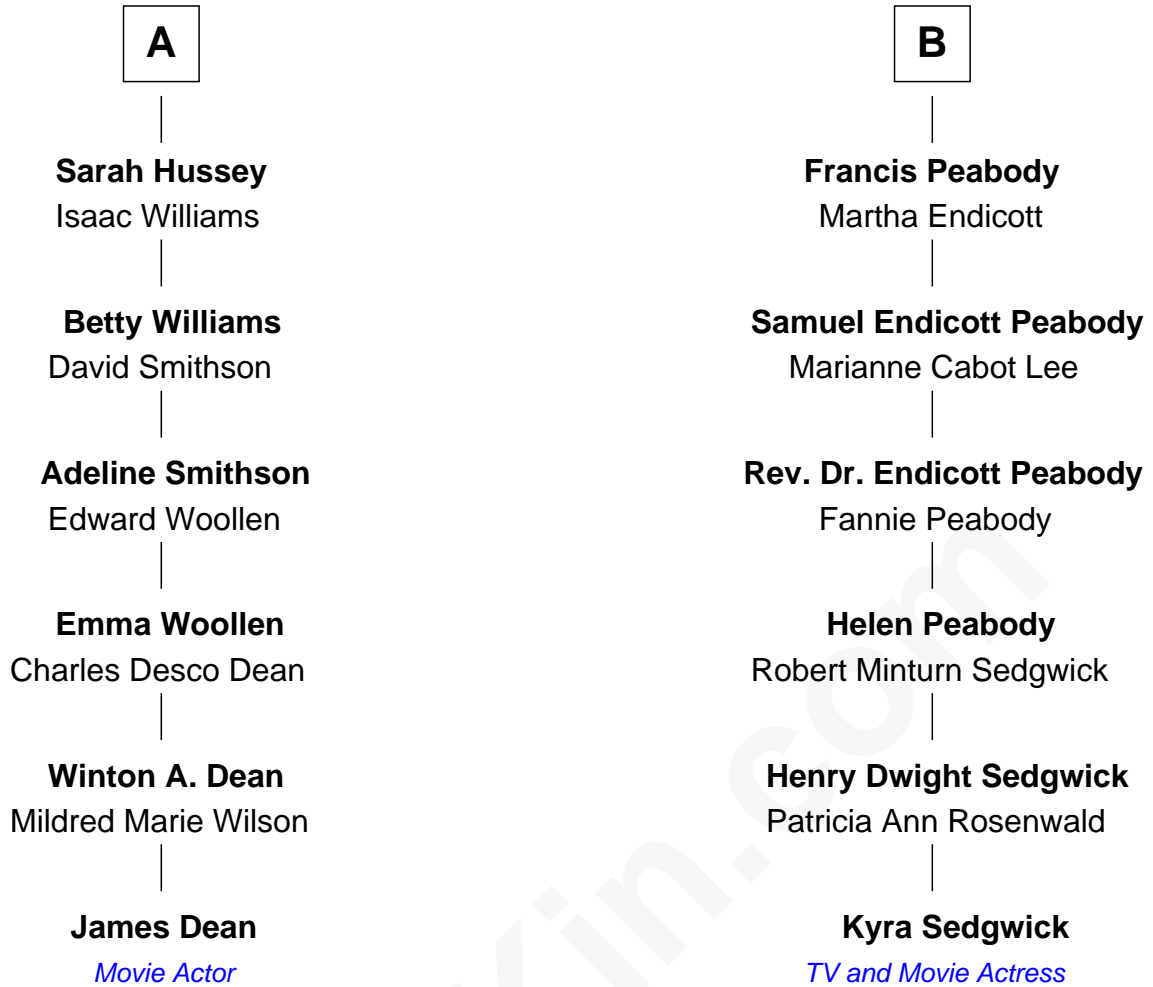 A
Sarah Hussey
Isaac Williams
Betty Williams
David Smithson
Adeline Smithson
Edward Woollen
Emma Woollen
Charles Desco Dean
Winton A. Dean
Mildred Marie Wilson
James Dean
Movie Actor
B
Francis Peabody
Martha Endicott
Samuel Endicott Peabody
Marianne Cabot Lee
Rev. Dr. Endicott Peabody
Fannie Peabody
Helen Peabody
Robert Minturn Sedgwick
Henry Dwight Sedgwick
Patricia Ann Rosenwald
Kyra Sedgwick
TV and Movie Actress
Kin.com